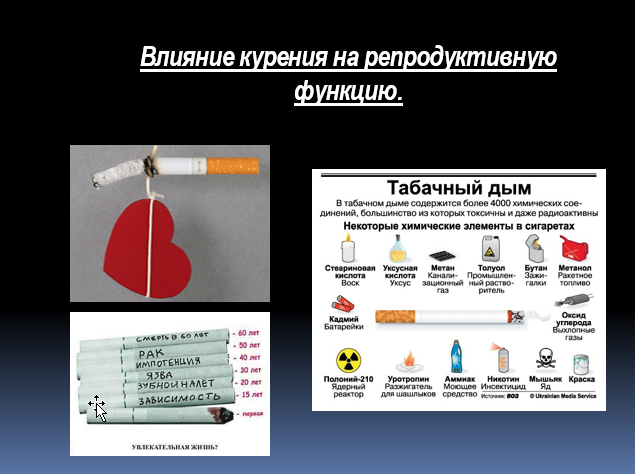 Влияние курения на репродуктивную
функцию.
Табачный дым
В табачном дыме содержится более 4000 химических сое-
динений, большинство из которых токсичны и даже радиоактивны
Некоторые химические элементы в сигаретах
Стеариновая кислота
Воск
Уксусная кислота
Уксус
Метан
Канали-
зационный
газ
Толуол
Промышлен-
ный раство-
ритель
Бутан
Зажи-
галки
Метанол
Ракетное
топливо
Кадмий
Батарейки
Оксид
углерода
Выхлопные
газы
Полоний-210
Ядерный
реактор
Уротропин
Разжигатель
для шашлыков
Аммиак
Моющее
средство
Никотин
Инсектицид
Мышьяк
Яд
Краска
Источник: ВОЗ
© Ukrainian Media Service
СМЕРТЬ В 60 ЛЕТ
РАК
ИМПОТЕНЦИЯ
ЯЗВА
ЗУБНОЙ НАЛЁТ
ЗАВИСИМОСТЬ
- 60 лет
- 50 лет
- 40 лет
- 30 лет
- 20 лет
- 15 лет
- первая
УВЛЕКАТЕЛЬНАЯ ЖИЗНЬ?